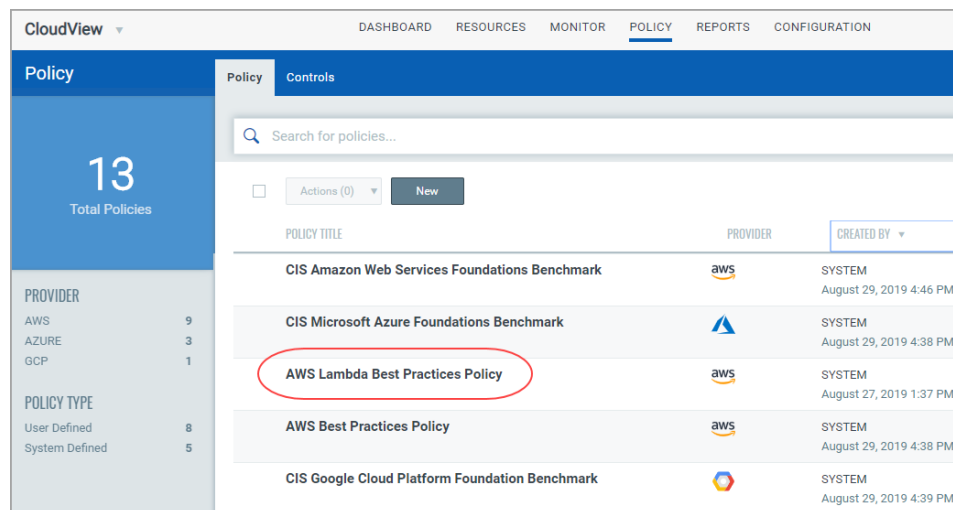 CloudView
DASHBOARD RESOURCES MONITOR POLICY REPORTS CONFIGURATION
Policy
Policy Controls
Search for policies...
13
Total Policies
Actions (0) New
POLICY TITLE PROVIDER CREATED BY
CIS Amazon Web Services Foundations Benchmark aws SYSTEM
August 29, 2019 4:46 PM
PROVIDER
AWS 9
AZURE 3
GCP 1
CIS Microsoft Azure Foundations Benchmark SYSTEM
August 29, 2019 4:38 PM
AWS Lambda Best Practices Policy aws SYSTEM
August 27, 2019 1:37 PM
POLICY TYPE
User Defined 8
System Defined 5
AWS Best Practices Policy aws SYSTEM
August 29, 2019 4:38 PM
CIS Google Cloud Platform Foundation Benchmark SYSTEM
August 29, 2019 4:39 PM